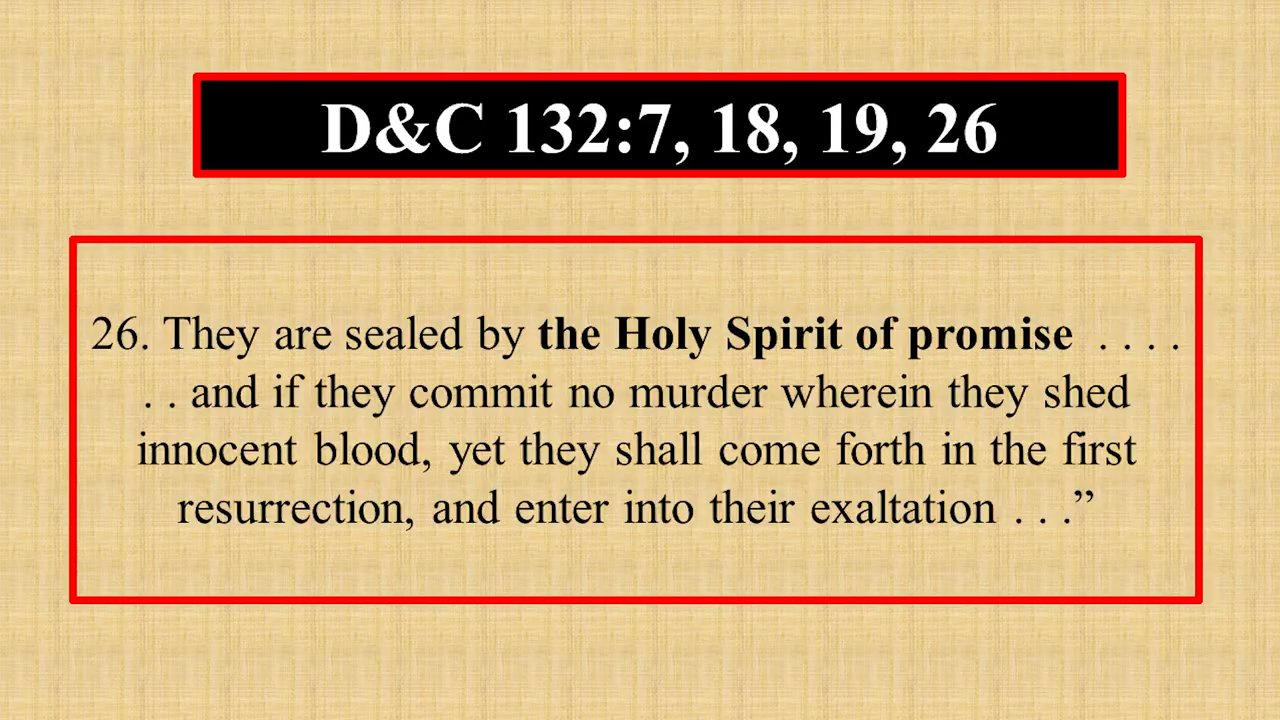 D&C 132:7, 18, 19, 26
26. They are sealed by the Holy Spirit of promise . . . .
. . and if they commit no murder wherein they shed
innocent blood, yet they shall come forth in the first
resurrection, and enter into their exaltation . . .”